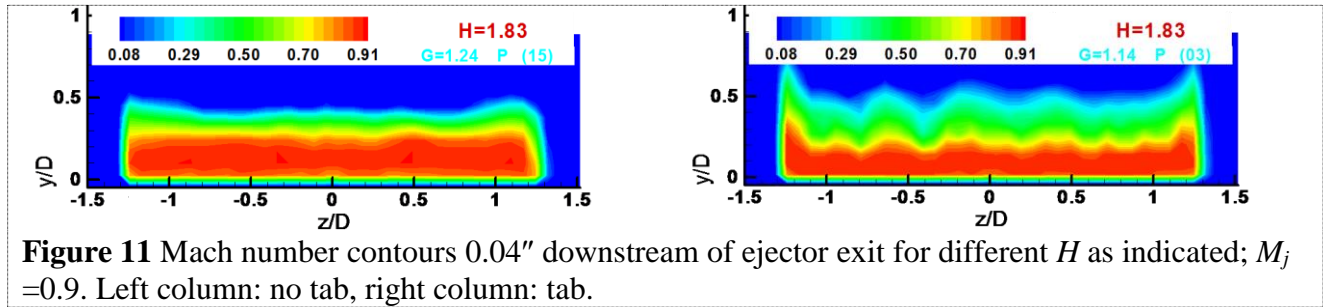 1
0.5
0
y/D
H=1.83
0.08 0.29 0.50 0.70 0.91
G=1.24 P (15)
-1.5 -1 -0.5 0 0.5 1 1.5
z/D
1
0.5
0
y/D
H=1.83
0.08 0.29 0.50 0.70 0.91
G=1.14 P (03)
-1.5 -1 -0.5 0 0.5 1 1.5
z/D
Figure 11 Mach number contours 0.04″ downstream of ejector exit for different H as indicated; Mj
=0.9. Left column: no tab, right column: tab.